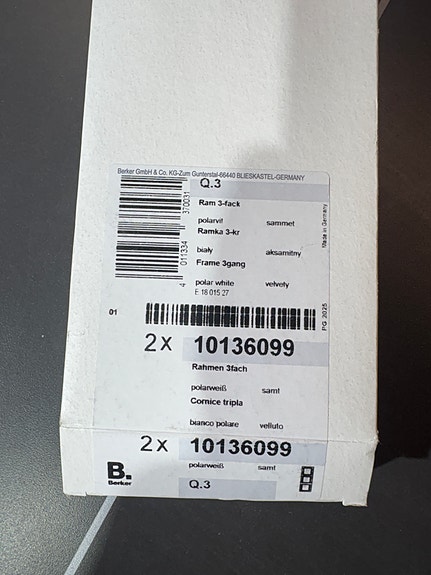 Berker GmbH & Co. KG-Zum Gunterstal-66440 BLIESKASTEL-GERMANY
Q.3
Ram 3-fack
polarvit sammet
Ramka 3-kr
biały aksamitny
Frame 3gang
polar white velvety
E 18 015 27
4 011334 370031
Made in Germany
01
PG 2025
2 x 10136099
Rahmen 3fach
polarweiß samt
Cornice tripla
bianco polare velluto
2 x 10136099
polarweiß samt
B.
Berker
Q.3